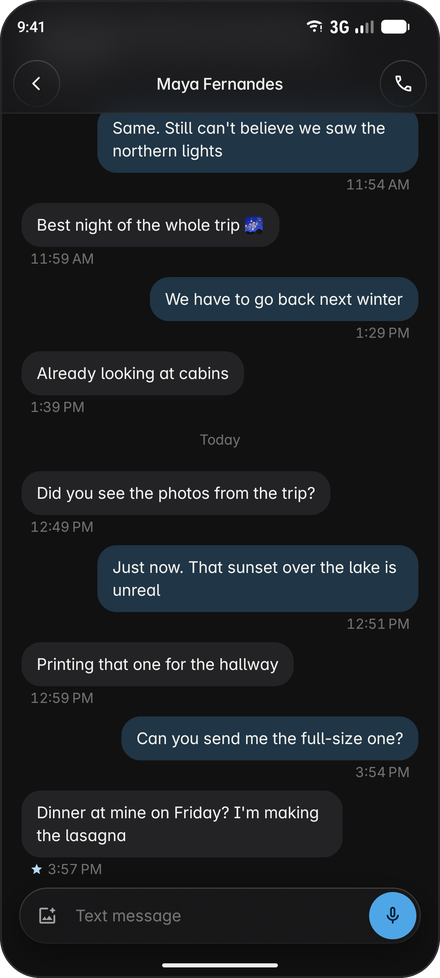 9:41 3G
Maya Fernandes
Same. Still can't believe we saw the
northern lights
11:54 AM
Best night of the whole trip 🌌
11:59 AM
We have to go back next winter
1:29 PM
Already looking at cabins
1:39 PM
Today
Did you see the photos from the trip?
12:49 PM
Just now. That sunset over the lake is
unreal
12:51 PM
Printing that one for the hallway
12:59 PM
Can you send me the full-size one?
3:54 PM
Dinner at mine on Friday? I'm making
the lasagna
★ 3:57 PM
Text message